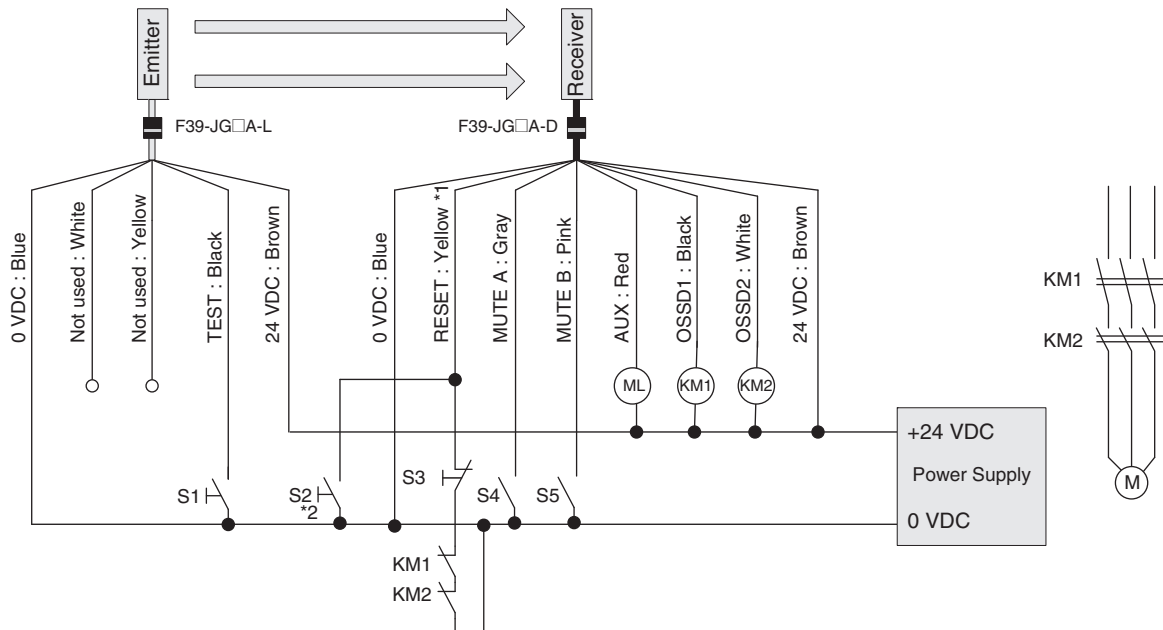 Emitter
Receiver
F39-JG□A-L
F39-JG□A-D
0 VDC : Blue
Not used : White
Not used : Yellow
TEST : Black
24 VDC : Brown
0 VDC : Blue
RESET : Yellow *1
MUTE A : Gray
MUTE B : Pink
AUX : Red
OSSD1 : Black
OSSD2 : White
24 VDC : Brown
KM1
KM2
M
ML
KM1
KM2
+24 VDC
Power Supply
0 VDC
S1
S2
*2
S3
S4
S5
KM1
KM2